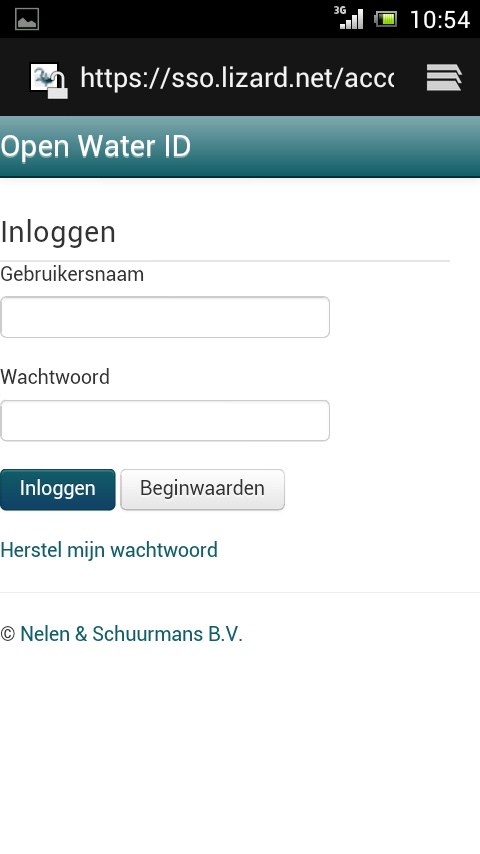 3G
10:54
https://sso.lizard.net/acco
Open Water ID
Inloggen
Gebruikersnaam
Wachtwoord
Inloggen Beginwaarden
Herstel mijn wachtwoord
© Nelen & Schuurmans B.V.